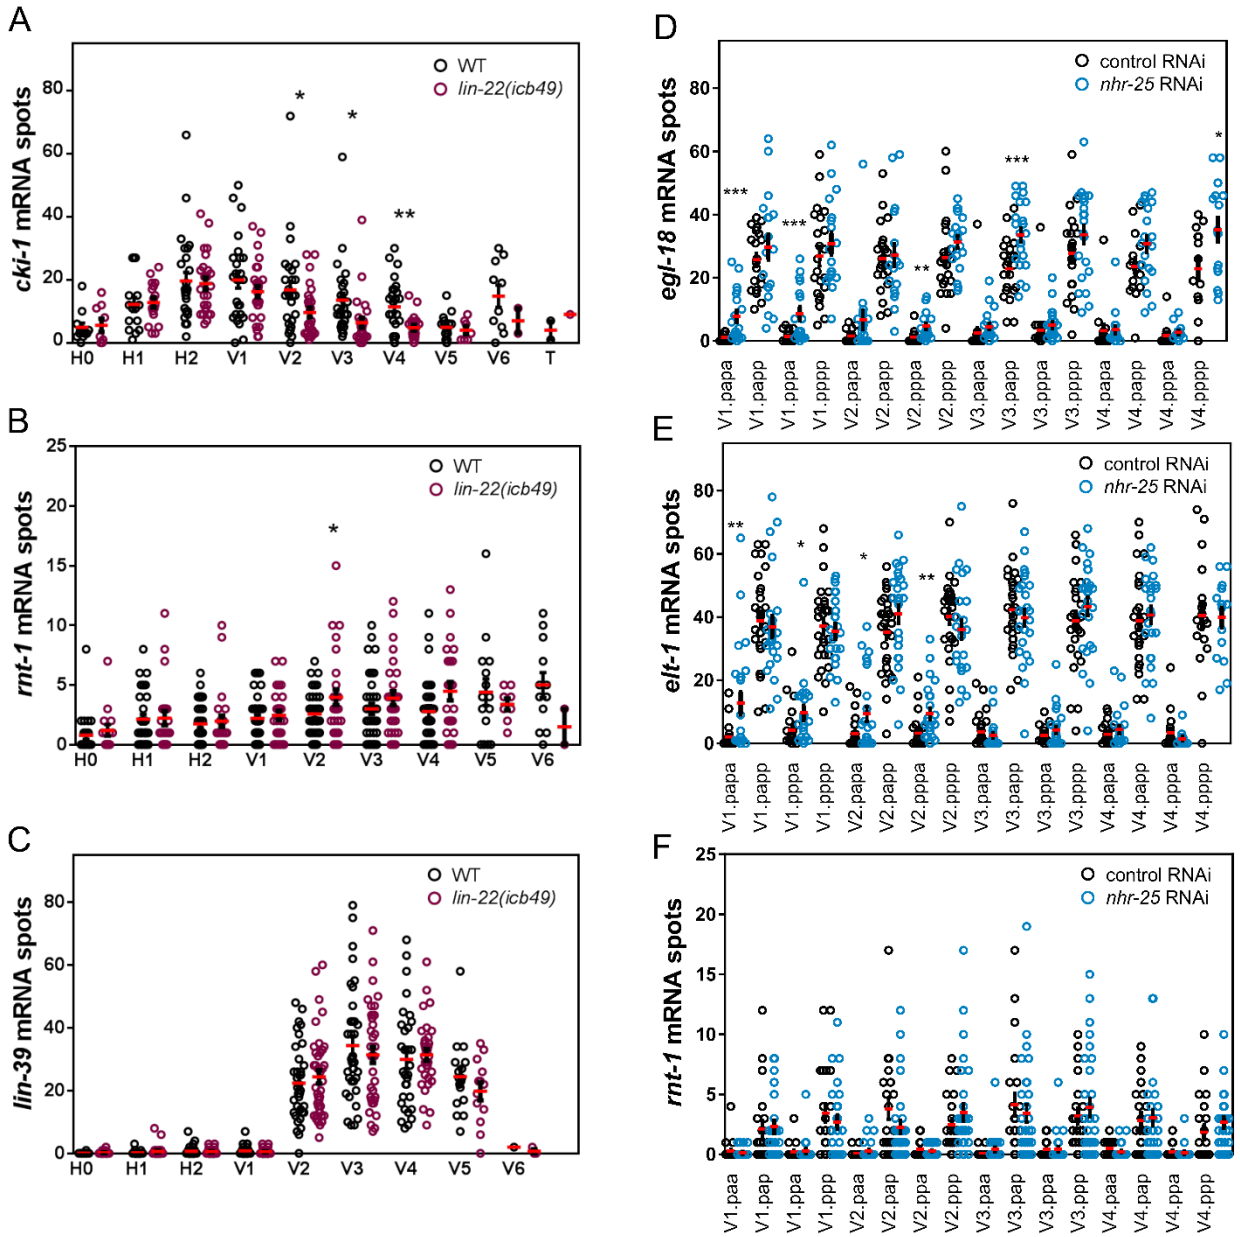 A
cki-1 mRNA spots
80
60
40
20
0
WT
lin-22(icb49)
*
*
**
H0 H1 H2 V1 V2 V3 V4 V5 V6 T
B
rnt-1 mRNA spots
25
20
15
10
5
0
WT
lin-22(icb49)
*
H0 H1 H2 V1 V2 V3 V4 V5 V6
C
lin-39 mRNA spots
80
60
40
20
0
WT
lin-22(icb49)
H0 H1 H2 V1 V2 V3 V4 V5 V6
D
egl-18 mRNA spots
80
60
40
20
0
control RNAi
nhr-25 RNAi
***
***
**
***
*
V1.papa
V1.papp
V1.pppa
V1.pppp
V2.papa
V2.papp
V2.pppa
V2.pppp
V3.papa
V3.papp
V3.pppa
V3.pppp
V4.papa
V4.papp
V4.pppa
V4.pppp
E
elt-1 mRNA spots
80
60
40
20
0
control RNAi
nhr-25 RNAi
**
*
*
**
V1.papa
V1.papp
V1.pppa
V1.pppp
V2.papa
V2.papp
V2.pppa
V2.pppp
V3.papa
V3.papp
V3.pppa
V3.pppp
V4.papa
V4.papp
V4.pppa
V4.pppp
F
rnt-1 mRNA spots
25
20
15
10
5
0
control RNAi
nhr-25 RNAi
V1.paa
V1.pap
V1.ppa
V1.ppp
V2.paa
V2.pap
V2.ppa
V2.ppp
V3.paa
V3.pap
V3.ppa
V3.ppp
V4.paa
V4.pap
V4.ppa
V4.ppp